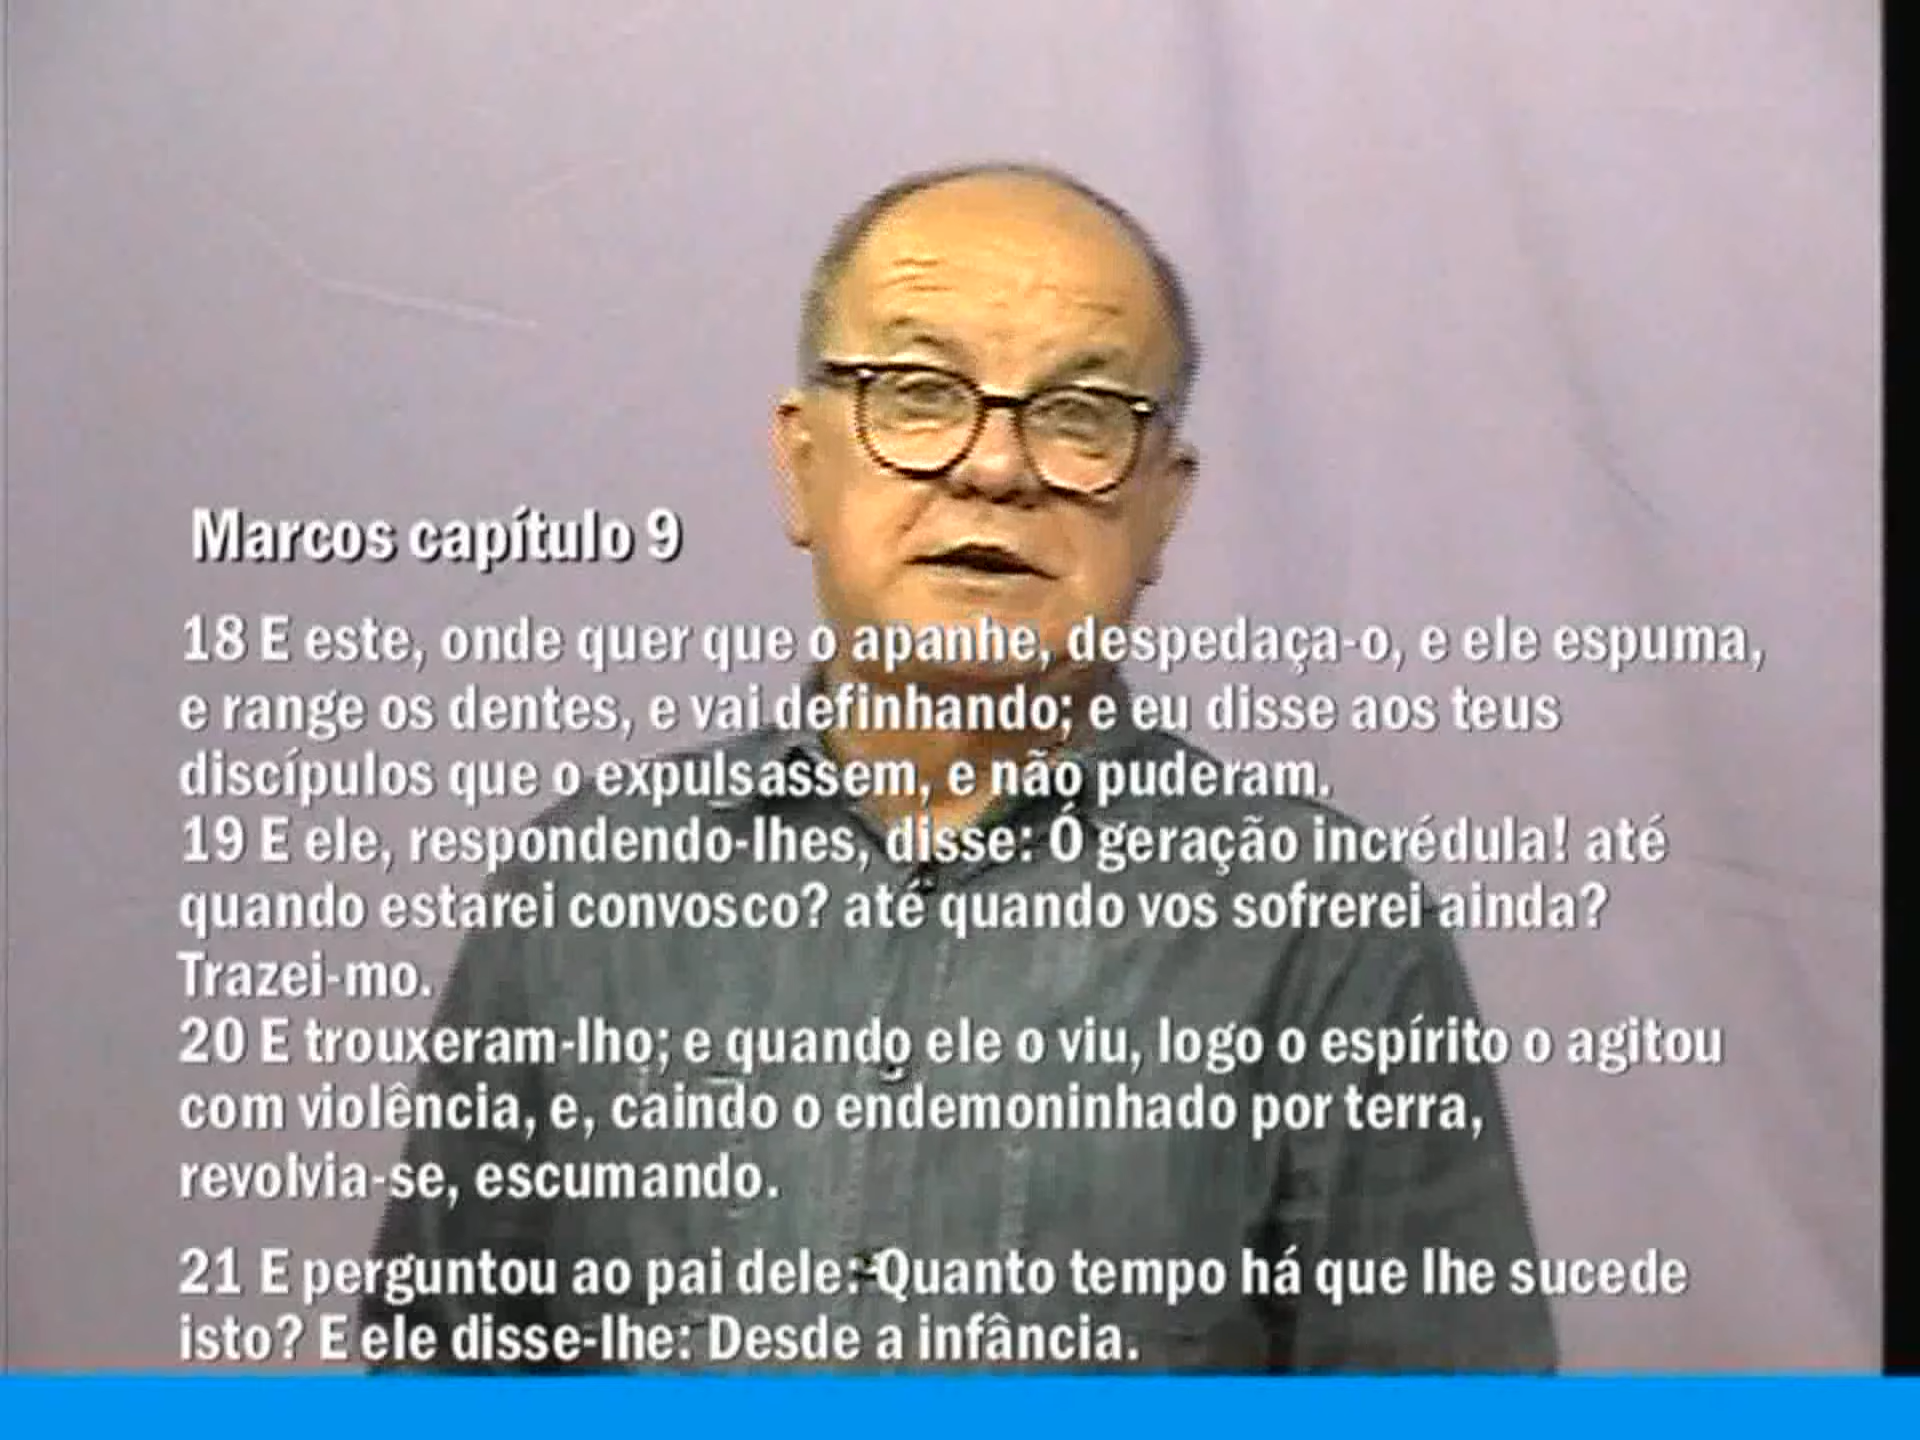 Marcos capítulo 9
18 E este, onde quer que o apanhe, despedaça-o, e ele espuma,
e range os dentes, e vai definhando; e eu disse aos teus
discípulos que o expulsassem, e não puderam.
19 E ele, respondendo-lhes, disse: Ó geração incrédula! até
quando estarei convosco? até quando vos sofrerei ainda?
Trazei-mo.
20 E trouxeram-lho; e quando ele o viu, logo o espírito o agitou
com violência, e, caindo o endemoninhado por terra,
revolvia-se, escumando.
21 E perguntou ao pai dele: Quanto tempo há que lhe sucede
isto? E ele disse-lhe: Desde a infância.